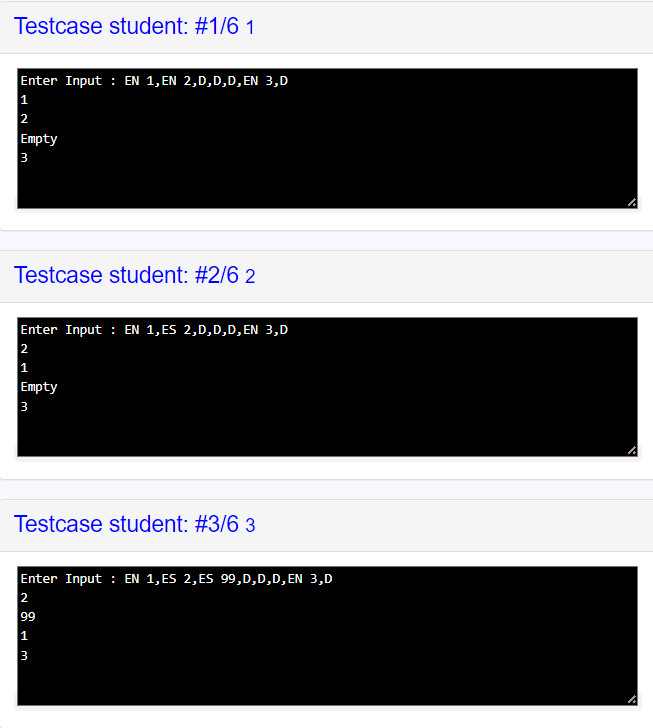 Testcase student: #1/6 1
Enter Input : EN 1,EN 2,D,D,D,EN 3,D
1
2
Empty
3
Testcase student: #2/6 2
Enter Input : EN 1,ES 2,D,D,D,EN 3,D
2
1
Empty
3
Testcase student: #3/6 3
Enter Input : EN 1,ES 2,ES 99,D,D,D,EN 3,D
2
99
1
3